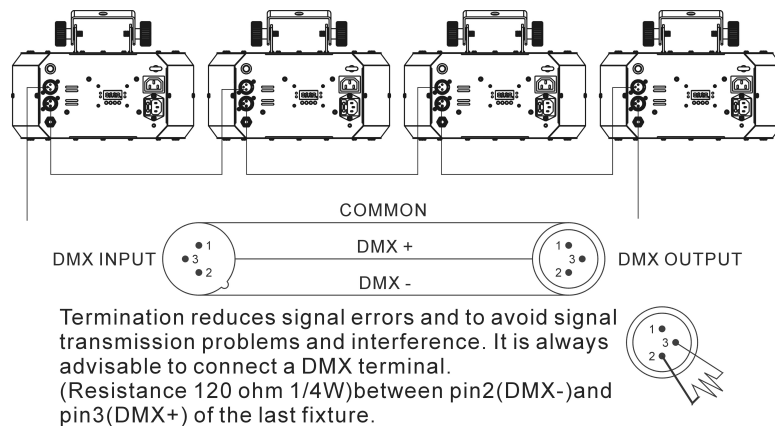 COMMON
DMX INPUT
1
3
2
DMX +
DMX -
1
3
2
DMX OUTPUT
Termination reduces signal errors and to avoid signal
transmission problems and interference. It is always
advisable to connect a DMX terminal.
(Resistance 120 ohm 1/4W)between pin2(DMX-)and
pin3(DMX+) of the last fixture.
1
3
2